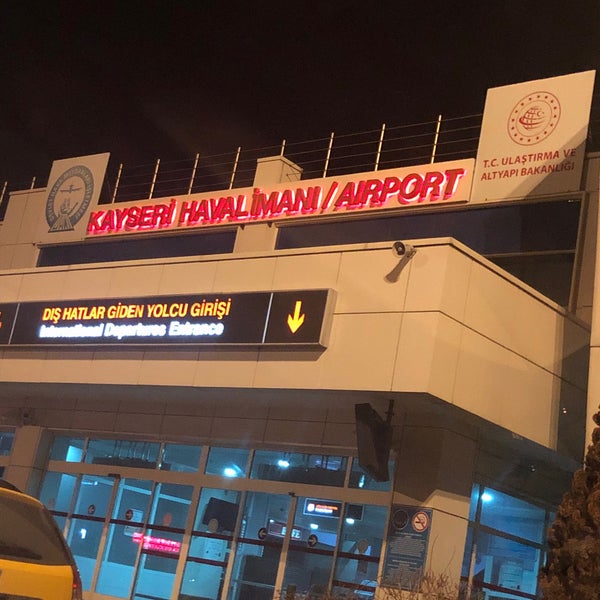 KAYSERİ HAVALİMANI / AIRPORT
T.C. ULAŞTIRMA VE
ALTYAPI BAKANLIĞI
DIŞ HATLAR GİDEN YOLCU GİRİŞİ
International Departures Entrance